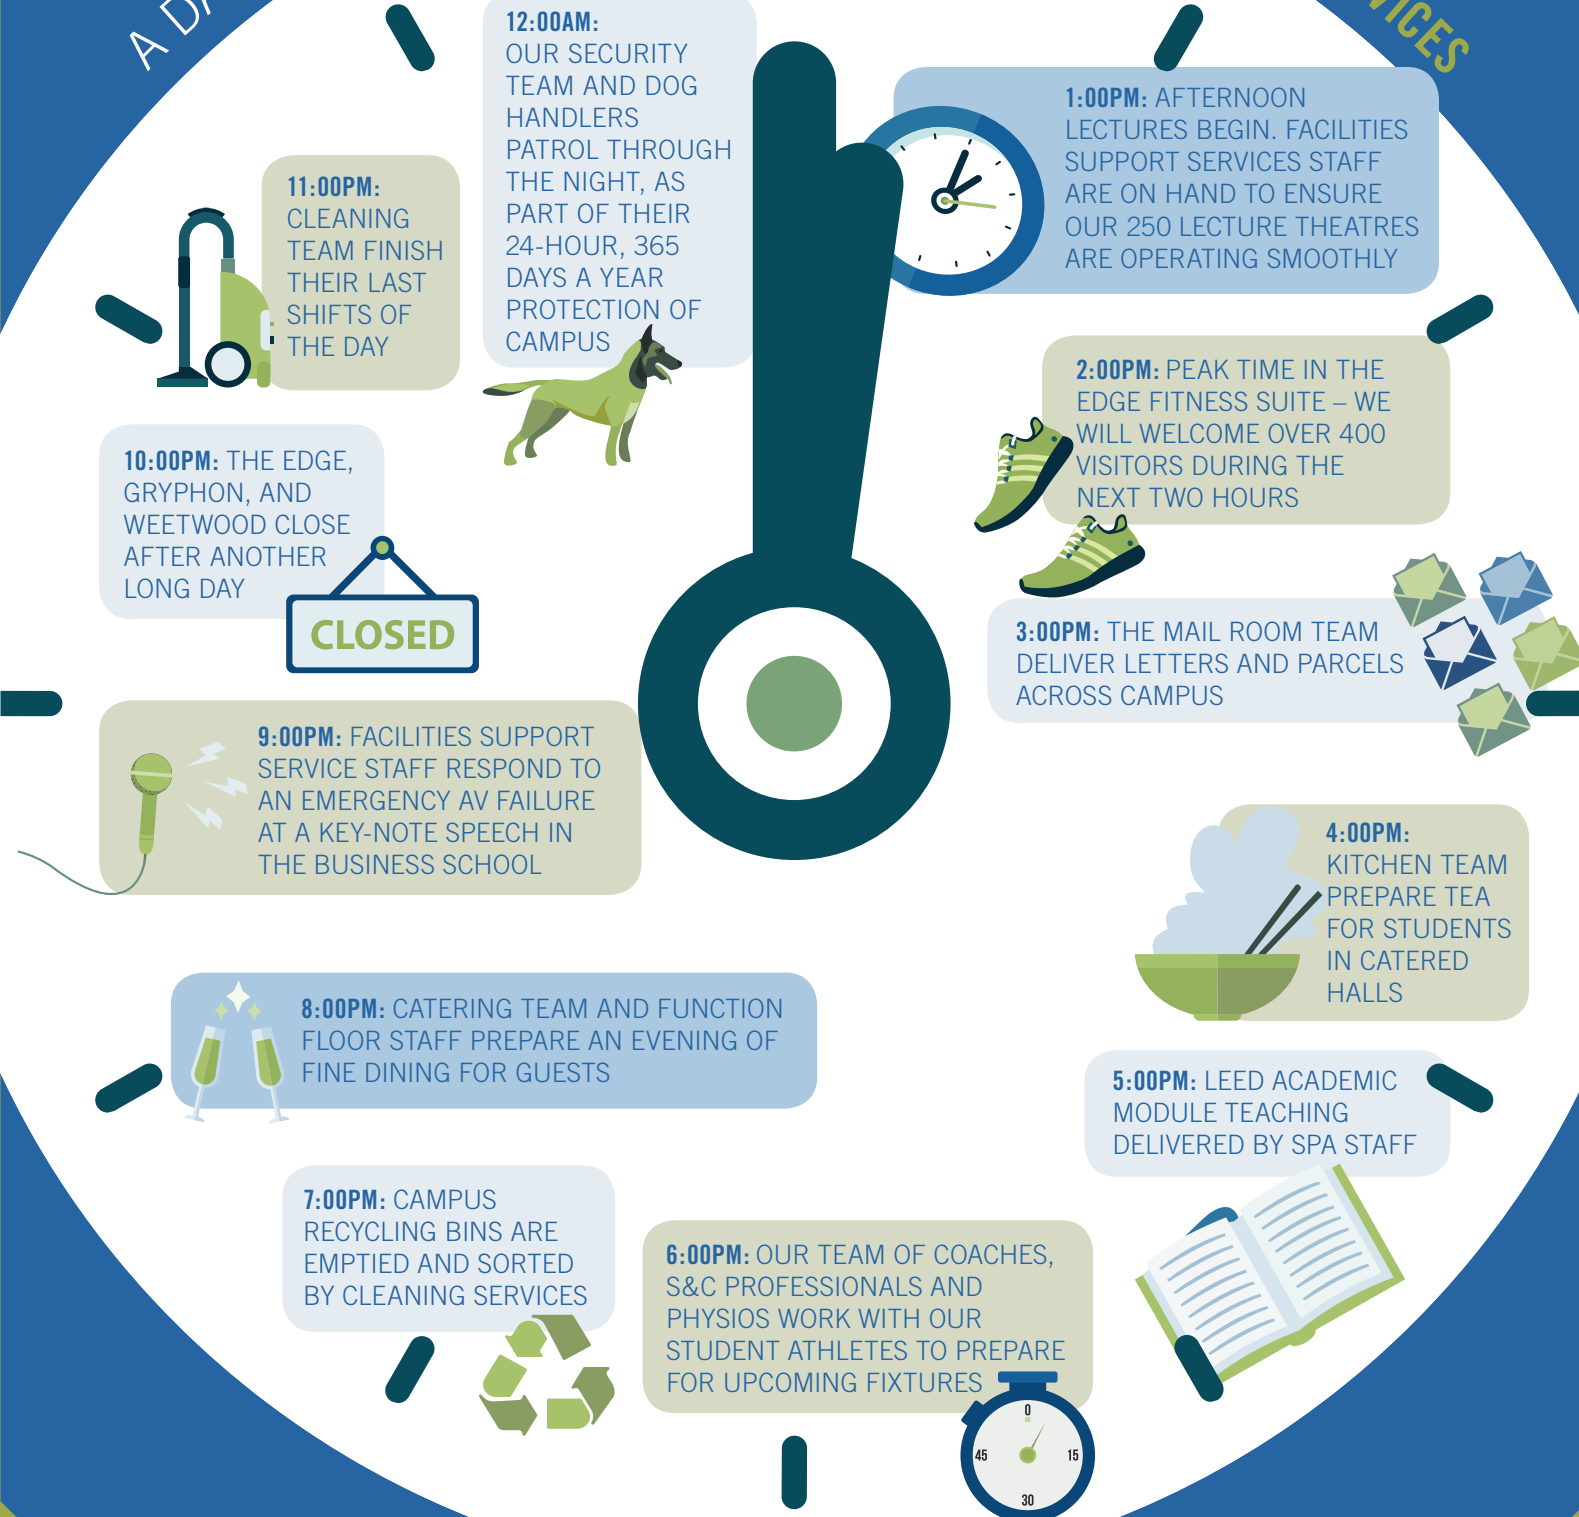 A DA
VICES
12:00AM:
OUR SECURITY
TEAM AND DOG
HANDLERS
PATROL THROUGH
THE NIGHT, AS
PART OF THEIR
24-HOUR, 365
DAYS A YEAR
PROTECTION OF
CAMPUS
1:00PM: AFTERNOON
LECTURES BEGIN. FACILITIES
SUPPORT SERVICES STAFF
ARE ON HAND TO ENSURE
OUR 250 LECTURE THEATRES
ARE OPERATING SMOOTHLY
2:00PM: PEAK TIME IN THE
EDGE FITNESS SUITE – WE
WILL WELCOME OVER 400
VISITORS DURING THE
NEXT TWO HOURS
3:00PM: THE MAIL ROOM TEAM
DELIVER LETTERS AND PARCELS
ACROSS CAMPUS
4:00PM:
KITCHEN TEAM
PREPARE TEA
FOR STUDENTS
IN CATERED
HALLS
5:00PM: LEED ACADEMIC
MODULE TEACHING
DELIVERED BY SPA STAFF
6:00PM: OUR TEAM OF COACHES,
S&C PROFESSIONALS AND
PHYSIOS WORK WITH OUR
STUDENT ATHLETES TO PREPARE
FOR UPCOMING FIXTURES
0
45
15
30
7:00PM: CAMPUS
RECYCLING BINS ARE
EMPTIED AND SORTED
BY CLEANING SERVICES
8:00PM: CATERING TEAM AND FUNCTION
FLOOR STAFF PREPARE AN EVENING OF
FINE DINING FOR GUESTS
9:00PM: FACILITIES SUPPORT
SERVICE STAFF RESPOND TO
AN EMERGENCY AV FAILURE
AT A KEY-NOTE SPEECH IN
THE BUSINESS SCHOOL
10:00PM: THE EDGE,
GRYPHON, AND
WEETWOOD CLOSE
AFTER ANOTHER
LONG DAY
CLOSED
11:00PM:
CLEANING
TEAM FINISH
THEIR LAST
SHIFTS OF
THE DAY